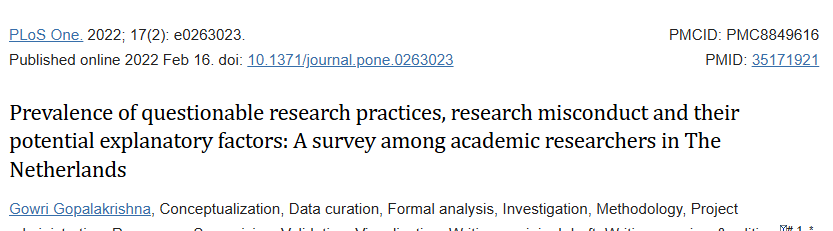 PLoS One. 2022; 17(2): e0263023. PMCID: PMC8849616
Published online 2022 Feb 16. doi: 10.1371/journal.pone.0263023 PMID: 35171921
Prevalence of questionable research practices, research misconduct and their
potential explanatory factors: A survey among academic researchers in The
Netherlands
Gowri Gopalakrishna, Conceptualization, Data curation, Formal analysis, Investigation, Methodology, Project